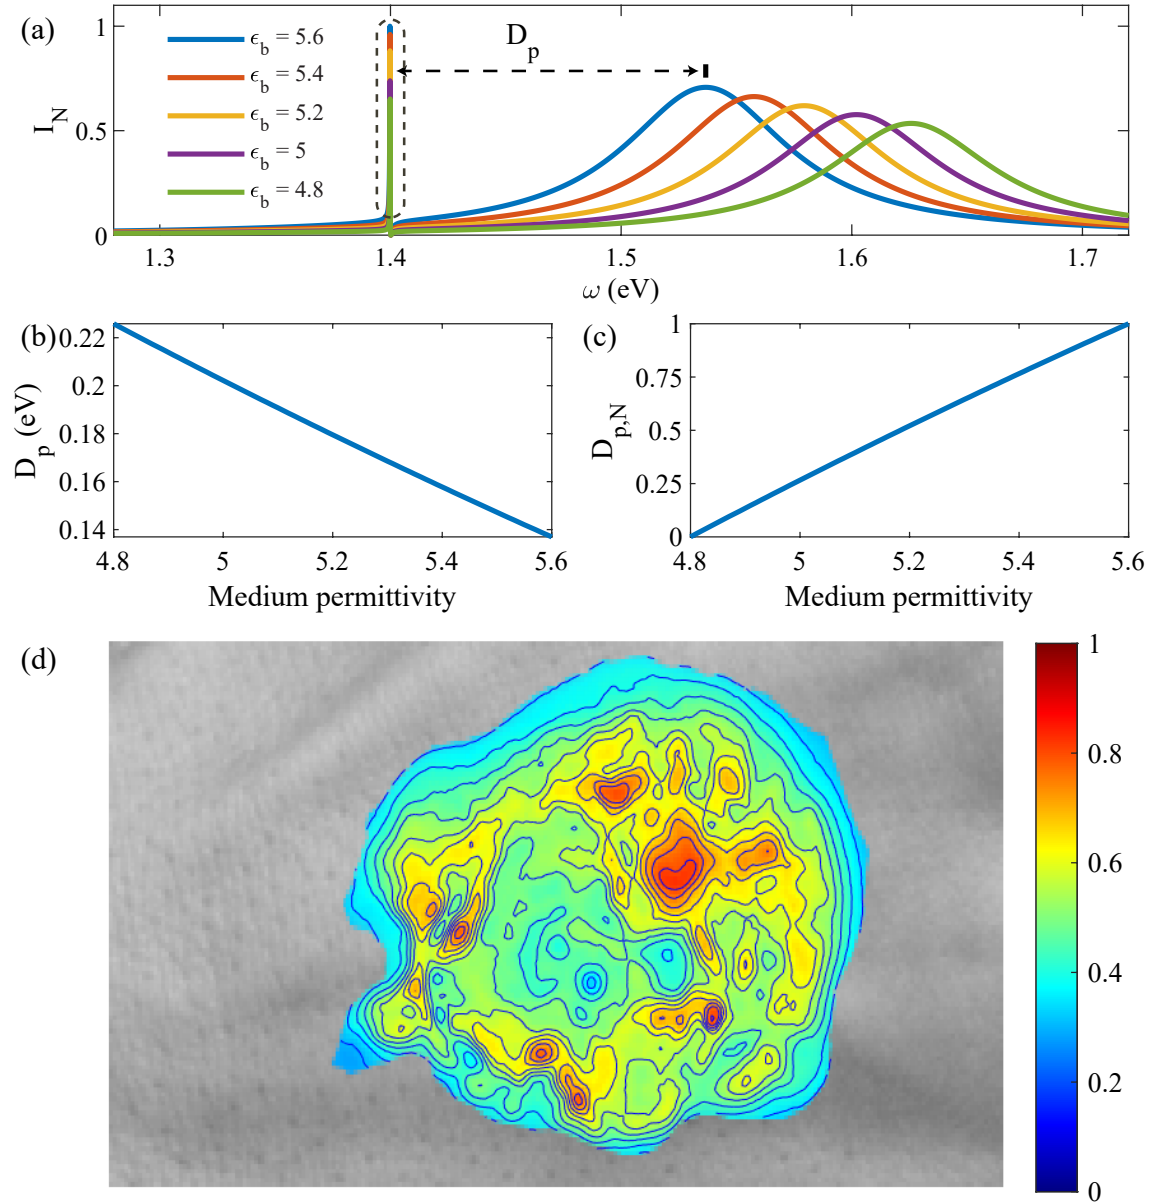 (a)
D_p
ϵ_b = 5.6
ϵ_b = 5.4
ϵ_b = 5.2
ϵ_b = 5
ϵ_b = 4.8
I_N
1
0.5
0
1.3 1.4 1.5 1.6 1.7
ω (eV)
(b)
D_p (eV)
0.22
0.2
0.18
0.16
0.14
4.8 5 5.2 5.4 5.6
Medium permittivity
(c)
D_p,N
1
0.75
0.5
0.25
0
4.8 5 5.2 5.4 5.6
Medium permittivity
(d)
1
0.8
0.6
0.4
0.2
0